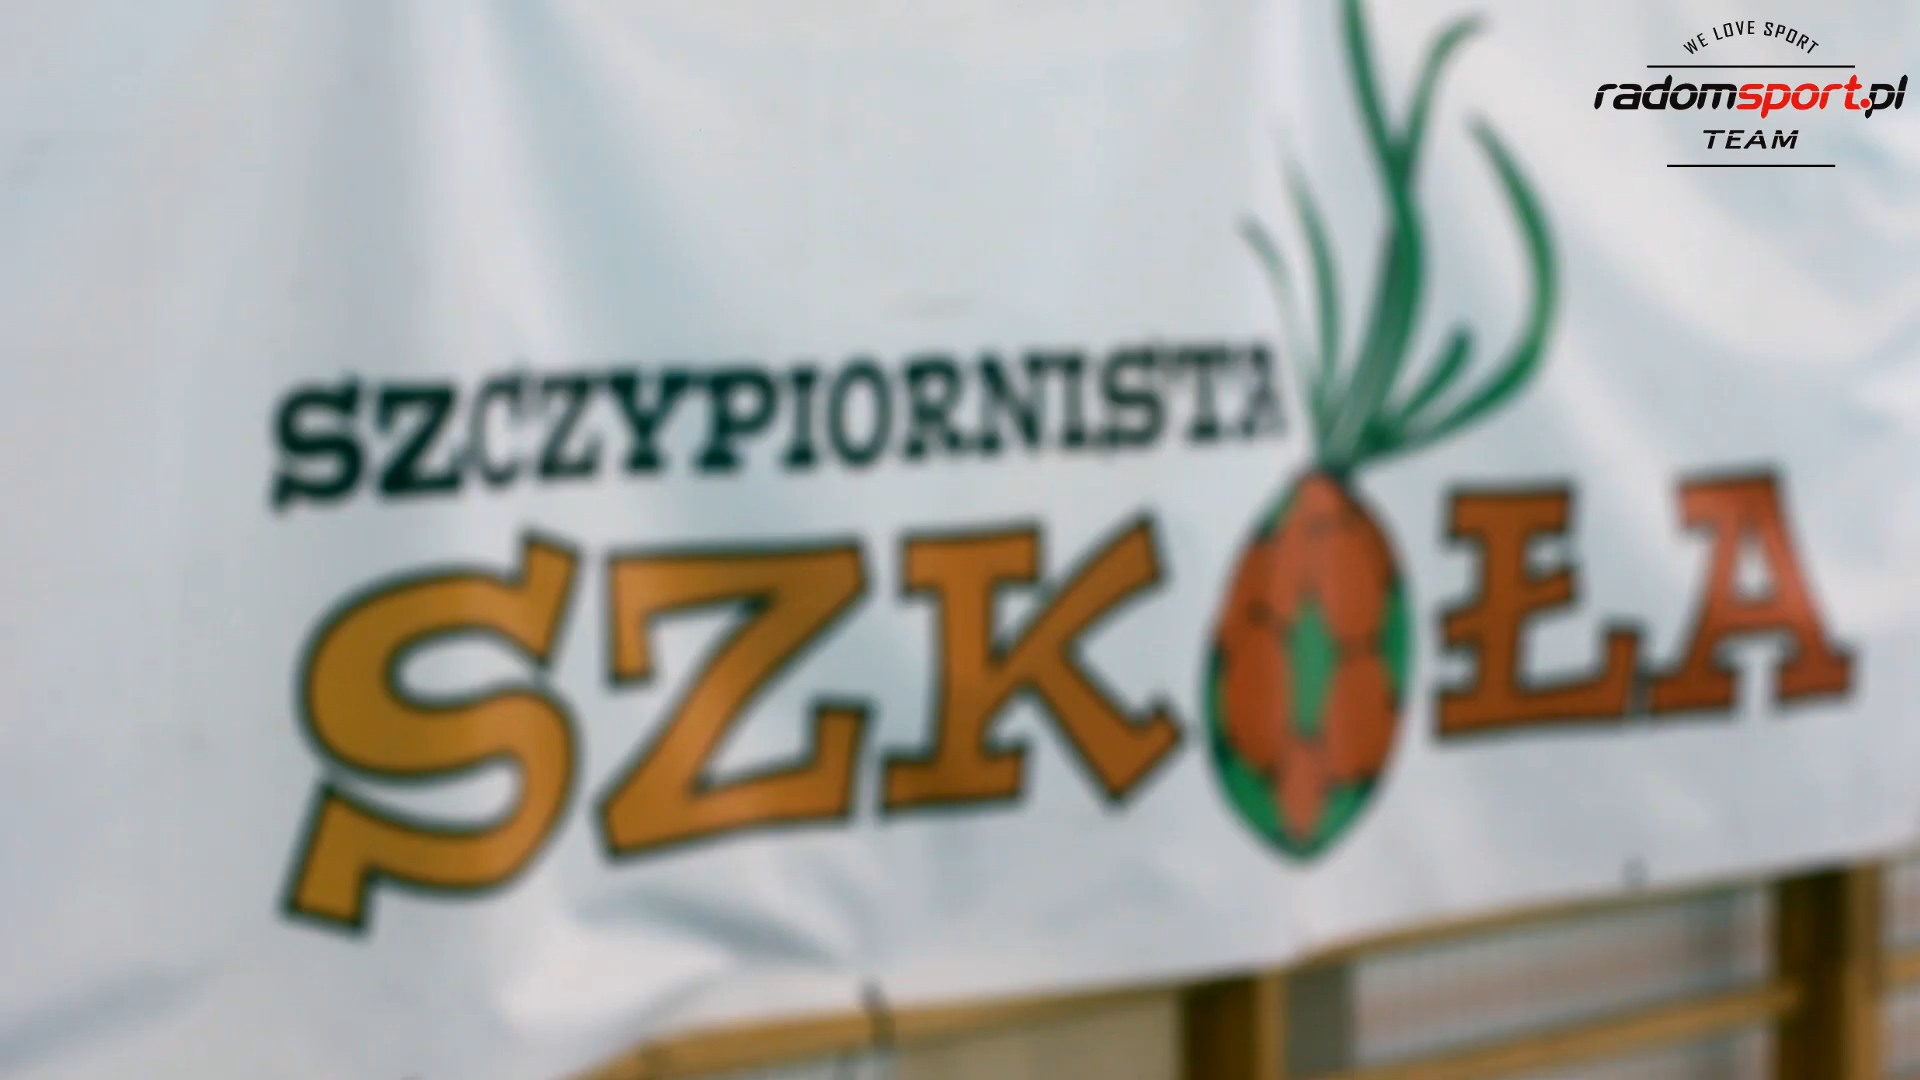 WE LOVE SPORT
radomsport.pl
TEAM
SZCZYPIORNISTA
SZKOŁA